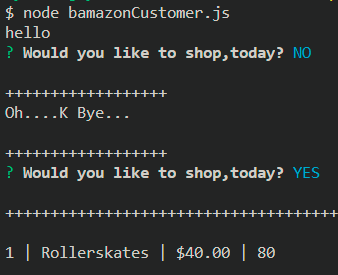 $ node bamazonCustomer.js
hello
? Would you like to shop,today? NO
+++++++++++++++++++
Oh....K Bye...
+++++++++++++++++++
? Would you like to shop,today? YES
+++++++++++++++++++++++++++++++++++++++
1 | Rollerskates | $40.00 | 80